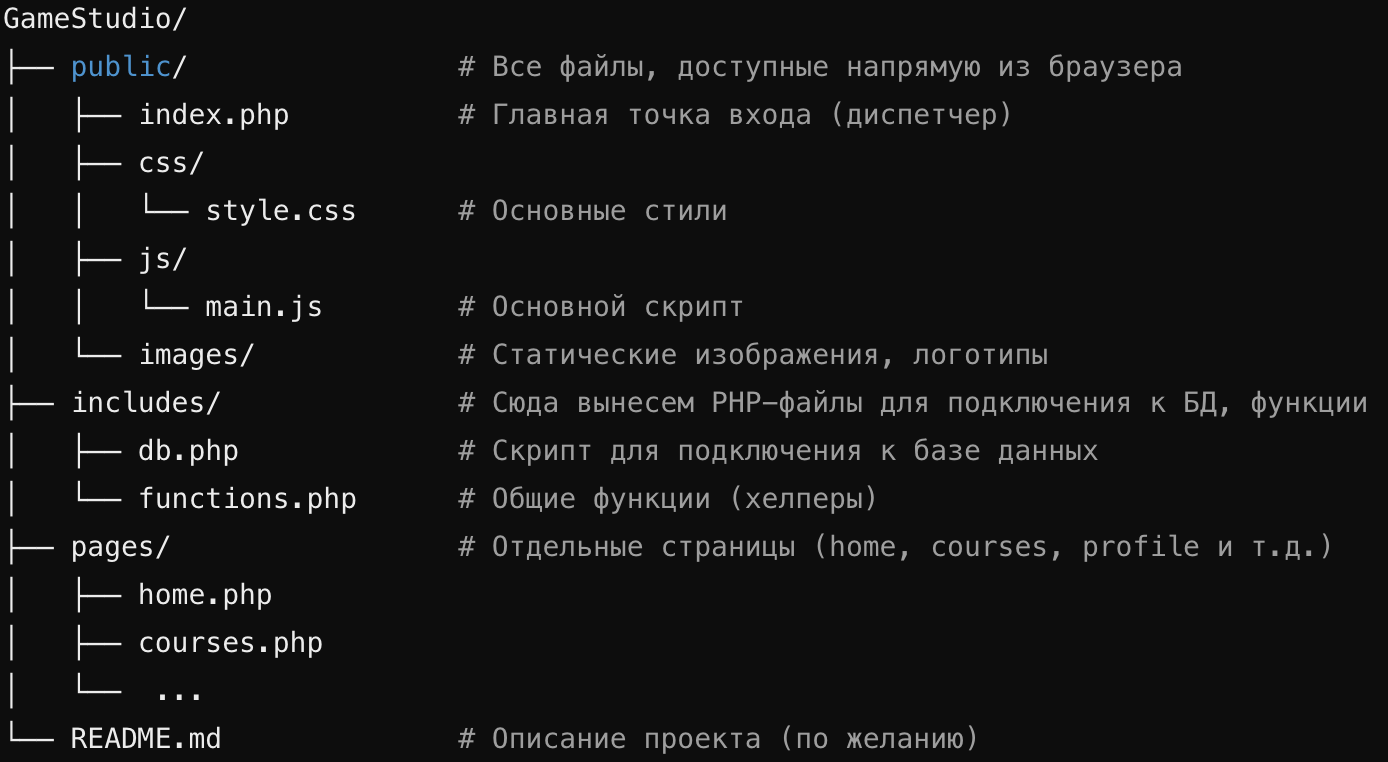 GameStudio/
├── public/                # Все файлы, доступные напрямую из браузера
│   ├── index.php          # Главная точка входа (диспетчер)
│   ├── css/
│   │   └── style.css      # Основные стили
│   ├── js/
│   │   └── main.js        # Основной скрипт
│   └── images/            # Статические изображения, логотипы
├── includes/              # Сюда вынесем PHP-файлы для подключения к БД, функции
│   ├── db.php             # Скрипт для подключения к базе данных
│   └── functions.php      # Общие функции (хелперы)
├── pages/                 # Отдельные страницы (home, courses, profile и т.д.)
│   ├── home.php
│   ├── courses.php
│   └──  ...
└── README.md              # Описание проекта (по желанию)